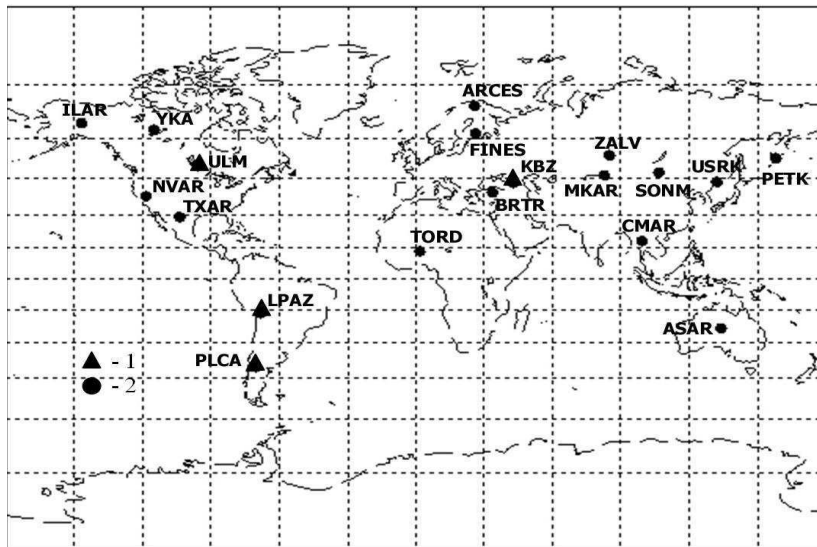 ARCES
ILAR
YKA
FINES
ZALV
ULM
KBZ
USRK
PETK
NVAR
MKAR
SONM
TXAR
BRTR
CMAR
TORD
LPAZ
ASAR
PLCA
- 1
- 2